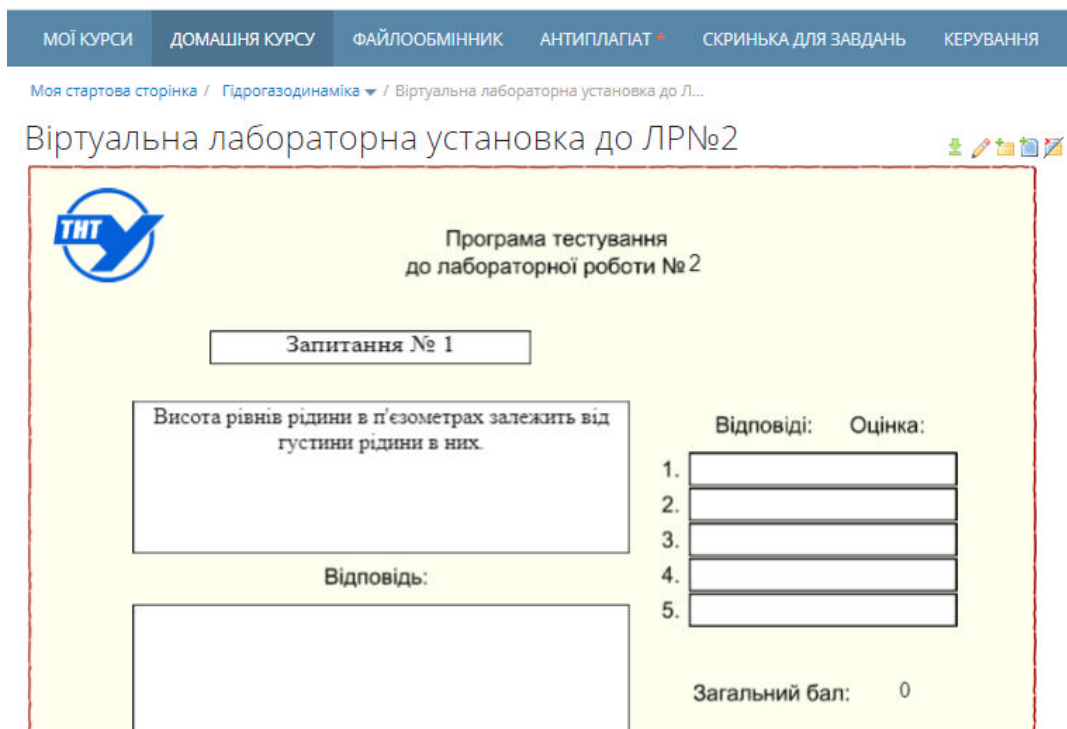 МОЇ КУРСИ ДОМАШНЯ КУРСУ ФАЙЛООБМІННИК АНТИПЛАГІАТ * СКРИНЬКА ДЛЯ ЗАВДАНЬ КЕРУВАННЯ
Моя стартова сторінка / Гідрогазодинаміка / Віртуальна лабораторна установка до Л...
Віртуальна лабораторна установка до ЛР№2
ТНТ
Програма тестування
до лабораторної роботи № 2
Запитання № 1
Висота рівнів рідини в п'єзометрах залежить від
густини рідини в них.
Відповідь:
Відповіді: Оцінка:
1.
2.
3.
4.
5.
Загальний бал: 0